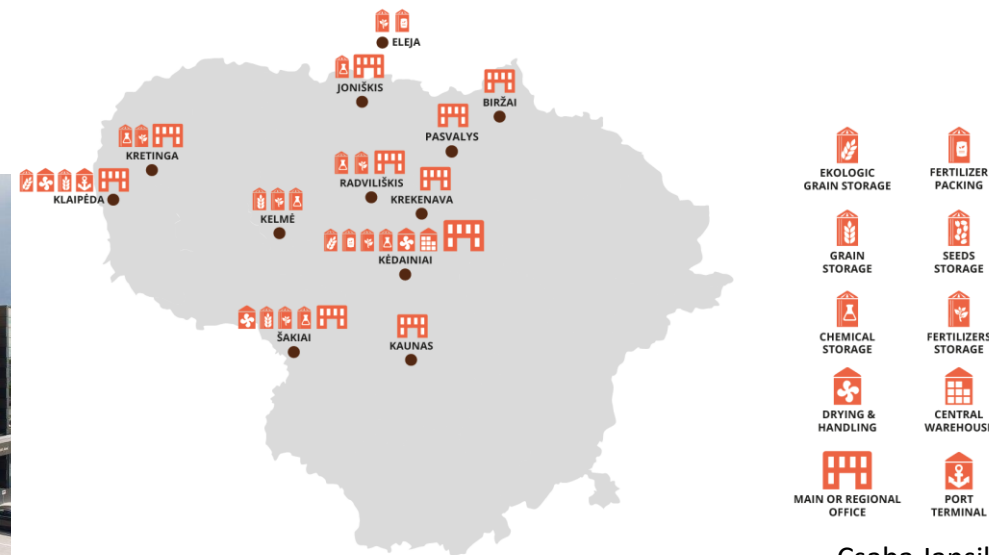 ELEJA
JONIŠKIS
BIRŽAI
PASVALYS
KRETINGA
RADVILIŠKIS
KLAIPĖDA
KREKENAVA
KELMĖ
KĖDAINIAI
ŠAKIAI
KAUNAS
EKOLOGIC
GRAIN STORAGE
FERTILIZER
PACKING
GRAIN
STORAGE
SEEDS
STORAGE
CHEMICAL
STORAGE
FERTILIZERS
STORAGE
DRYING &
HANDLING
CENTRAL
WAREHOUS
MAIN OR REGIONAL
OFFICE
PORT
TERMINAL